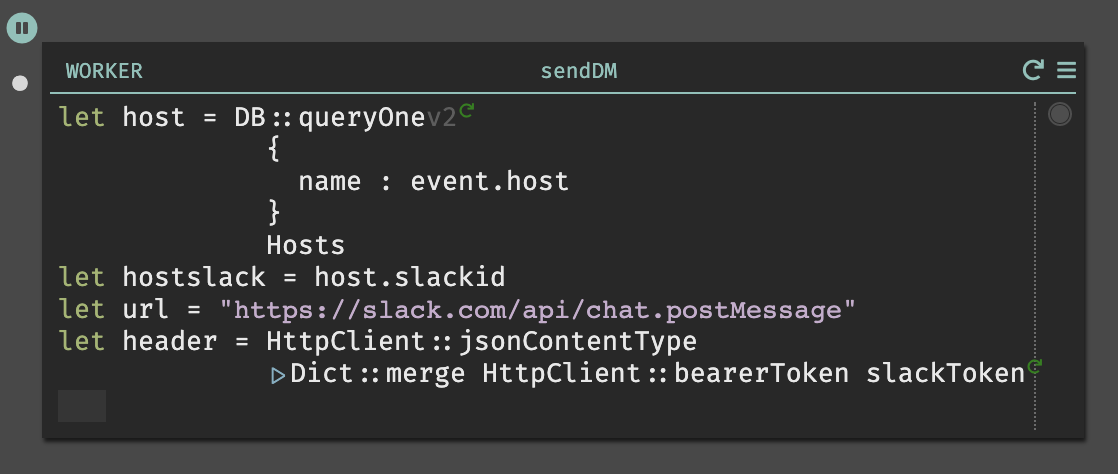 WORKER sendDM
let host = DB::queryOnev2
{
name : event.host
}
Hosts
let hostslack = host.slackid
let url = "https://slack.com/api/chat.postMessage"
let header = HttpClient::jsonContentType
▷Dict::merge HttpClient::bearerToken slackToken